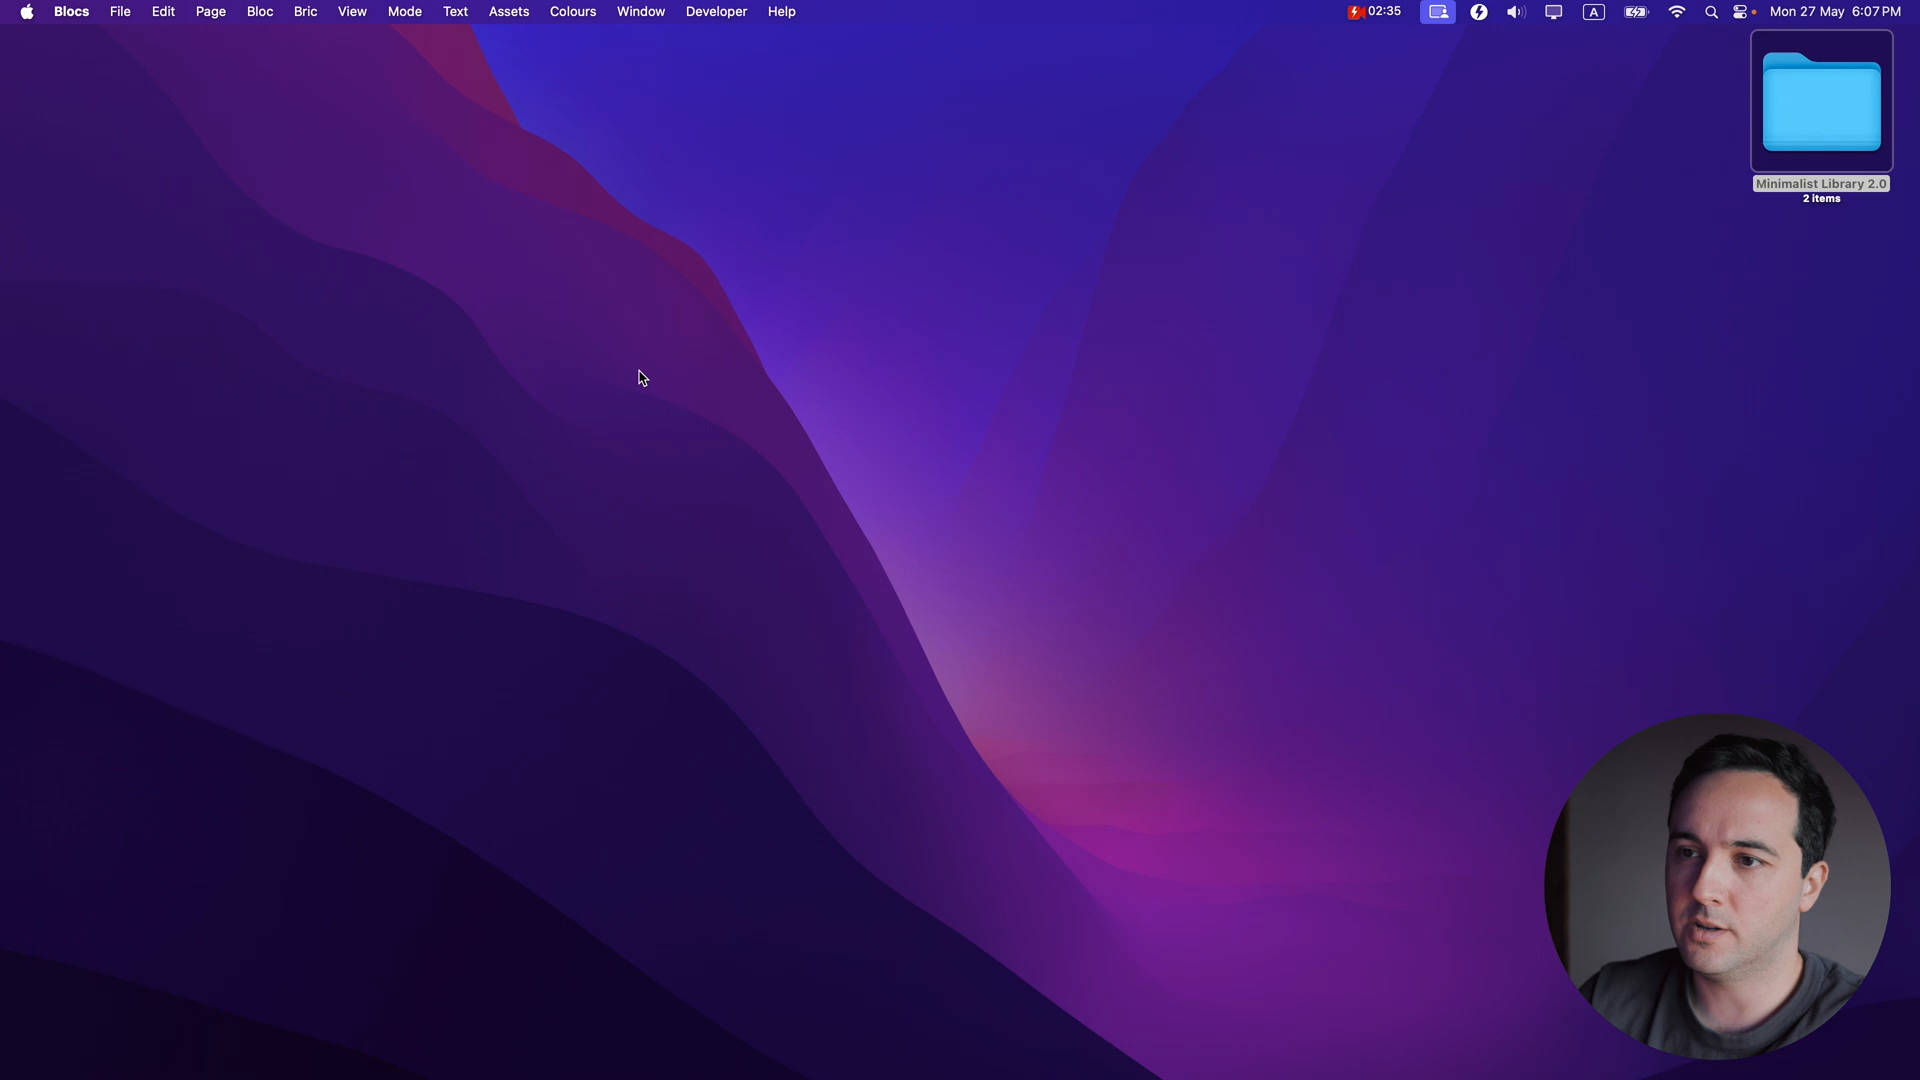 Blocs File Edit Page Bloc Bric View Mode Text Assets Colours Window Developer Help 02:35 A Mon 27 May 6:07 PM
Minimalist Library 2.0
2 items